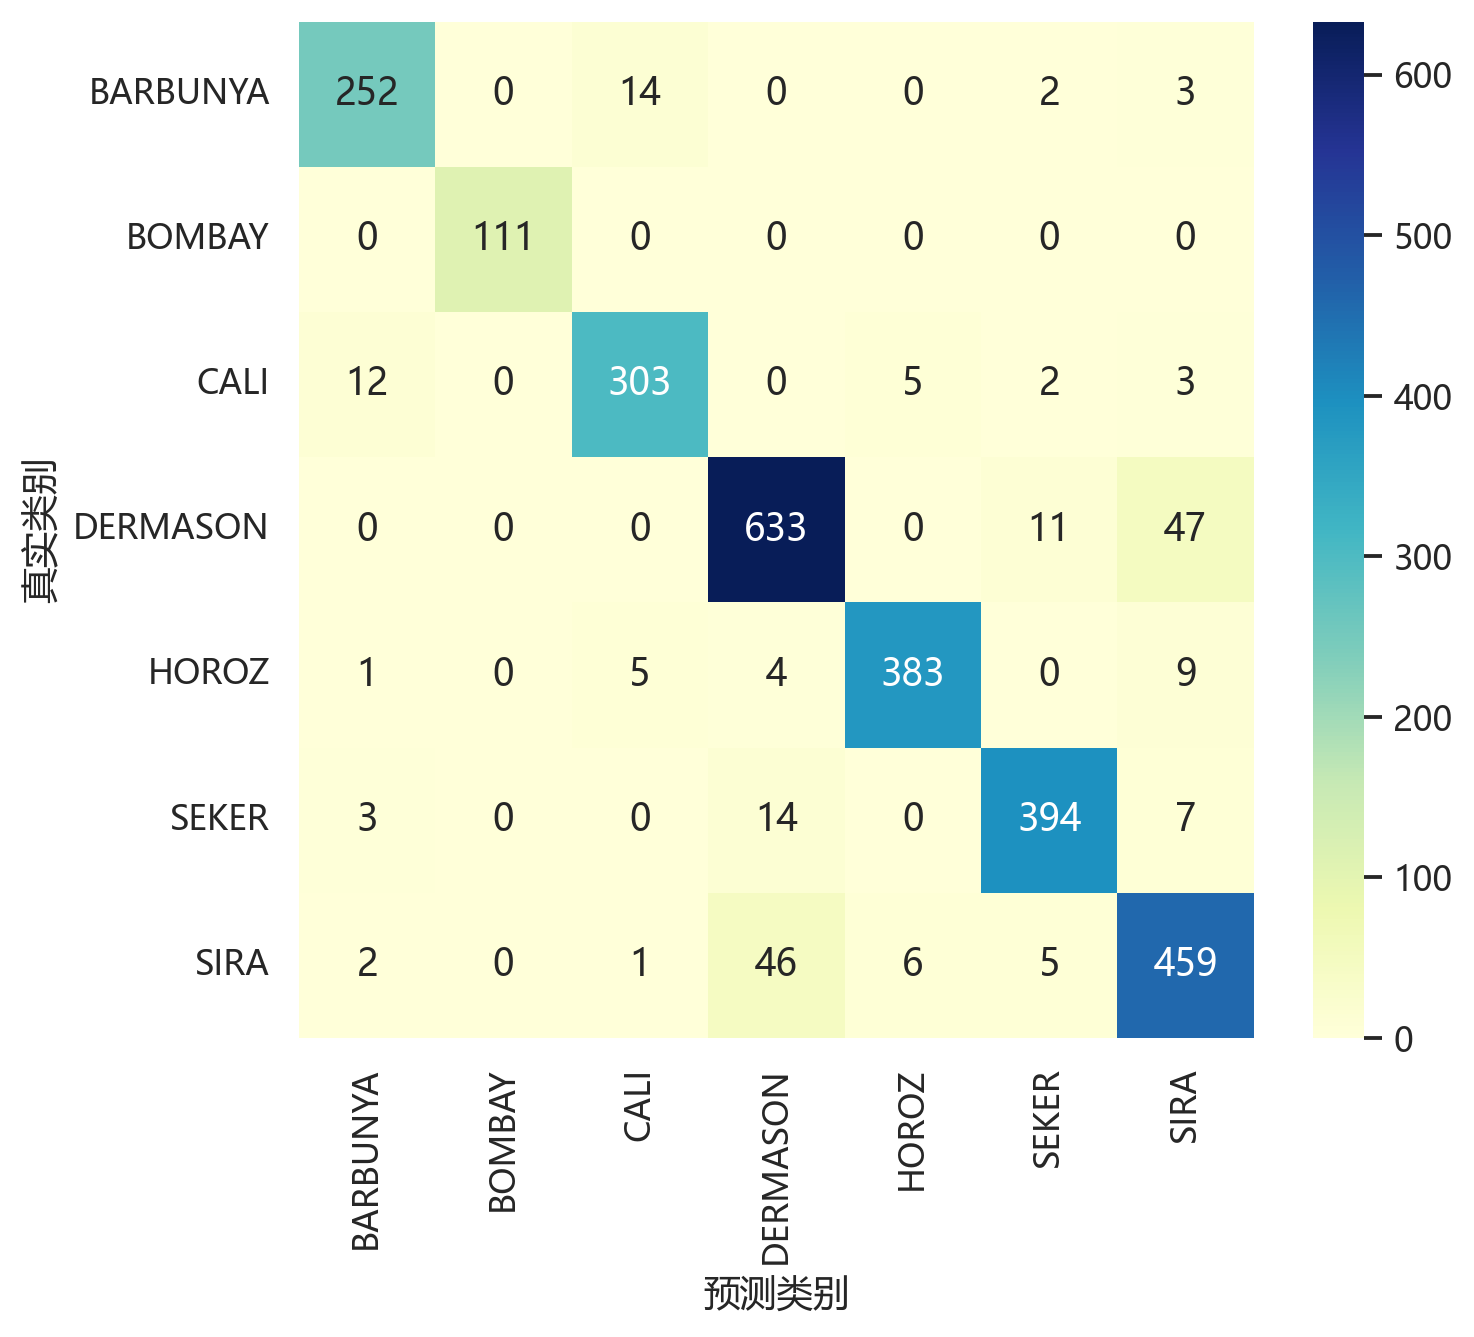 BARBUNYA 252 0 14 0 0 2 3
BOMBAY 0 111 0 0 0 0 0
CALI 12 0 303 0 5 2 3
DERMASON 0 0 0 633 0 11 47
HOROZ 1 0 5 4 383 0 9
SEKER 3 0 0 14 0 394 7
SIRA 2 0 1 46 6 5 459
真实类别
BARBUNYA
BOMBAY
CALI
DERMASON
HOROZ
SEKER
SIRA
预测类别
600
500
400
300
200
100
0